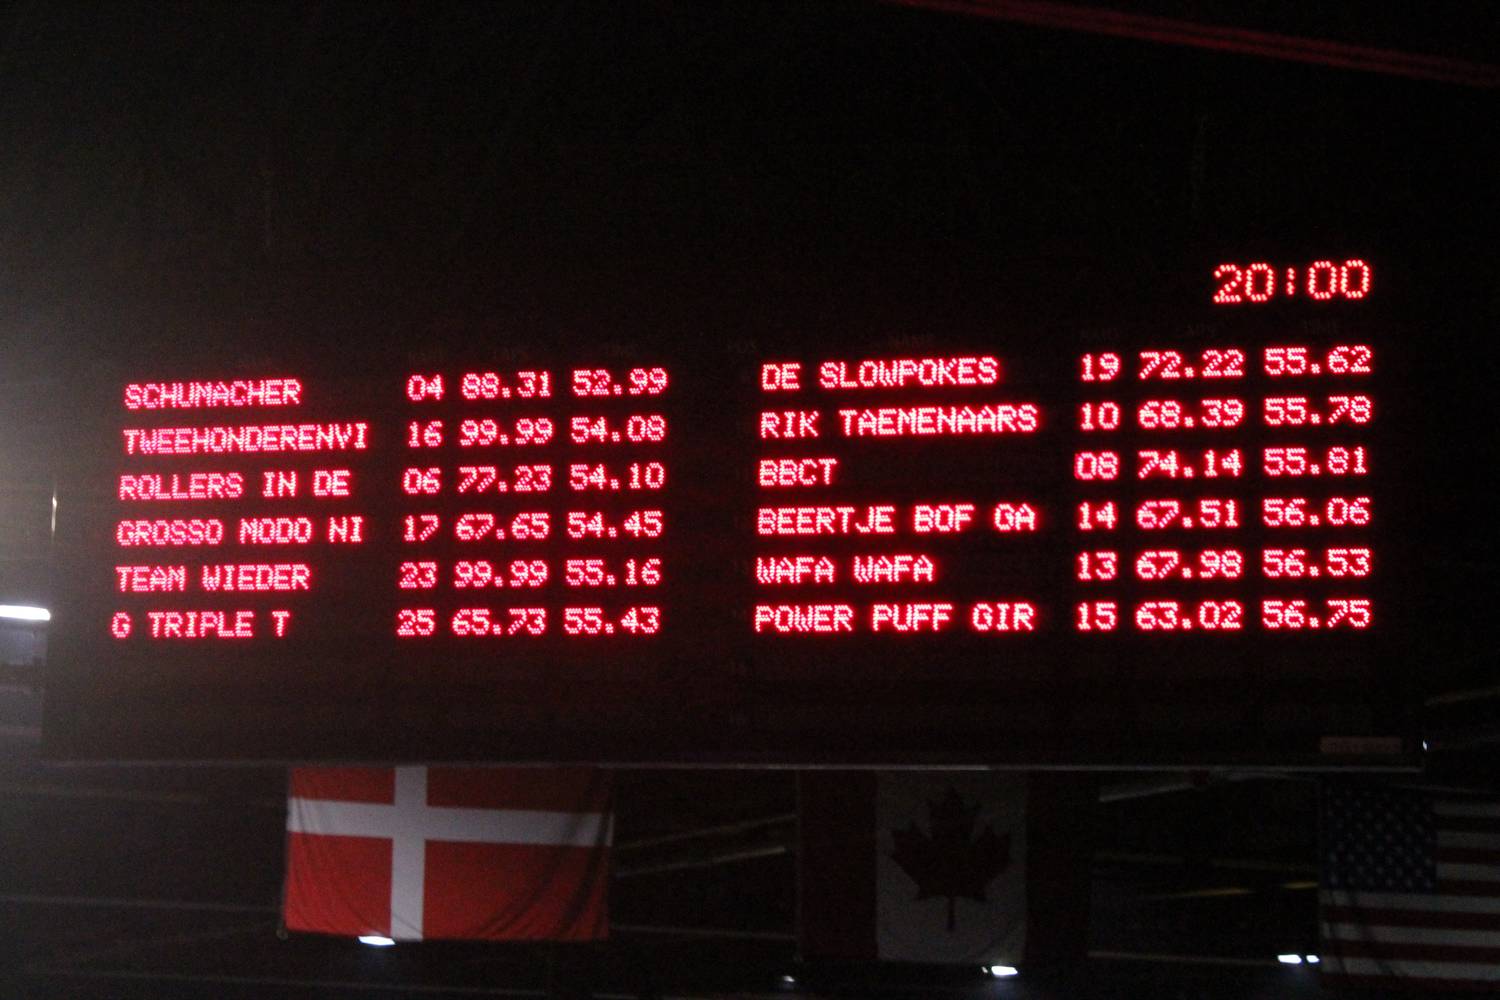 20:00
SCHUMACHER 04 88.31 52.99
TWEEHONDERENVI 16 99.99 54.08
ROLLERS IN DE 06 77.23 54.10
GROSSO MODO NI 17 67.65 54.45
TEAM WIEDER 23 99.99 55.16
G TRIPLE T 25 65.73 55.43
DE SLOWPOKES 19 72.22 55.62
RIK TAEMENAARS 10 68.39 55.78
BBCT 08 74.14 55.81
BEERTJE BOF GA 14 67.51 56.06
WAFA WAFA 13 67.98 56.53
POWER PUFF GIR 15 63.02 56.75